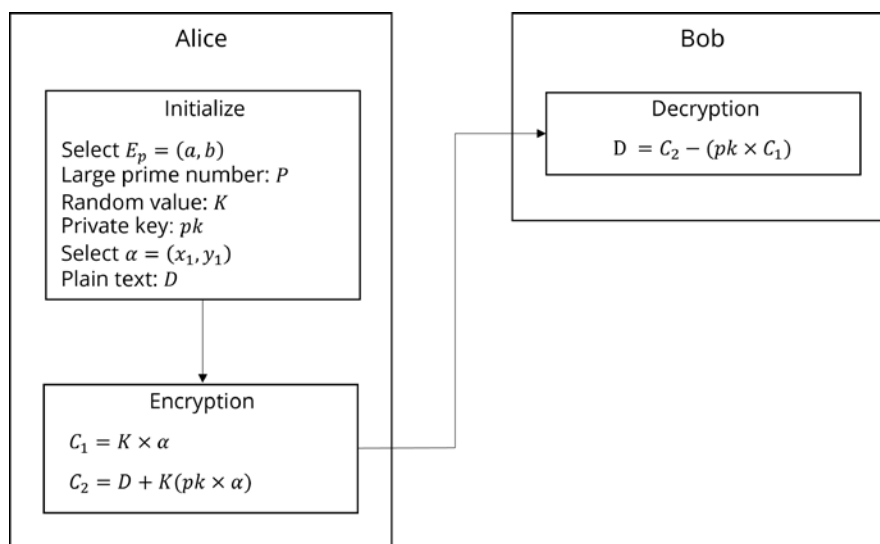 Alice
Initialize
Select E_p = (a, b)
Large prime number: P
Random value: K
Private key: pk
Select α = (x_1, y_1)
Plain text: D
Encryption
C_1 = K × α
C_2 = D + K(pk × α)
Bob
Decryption
D = C_2 − (pk × C_1)